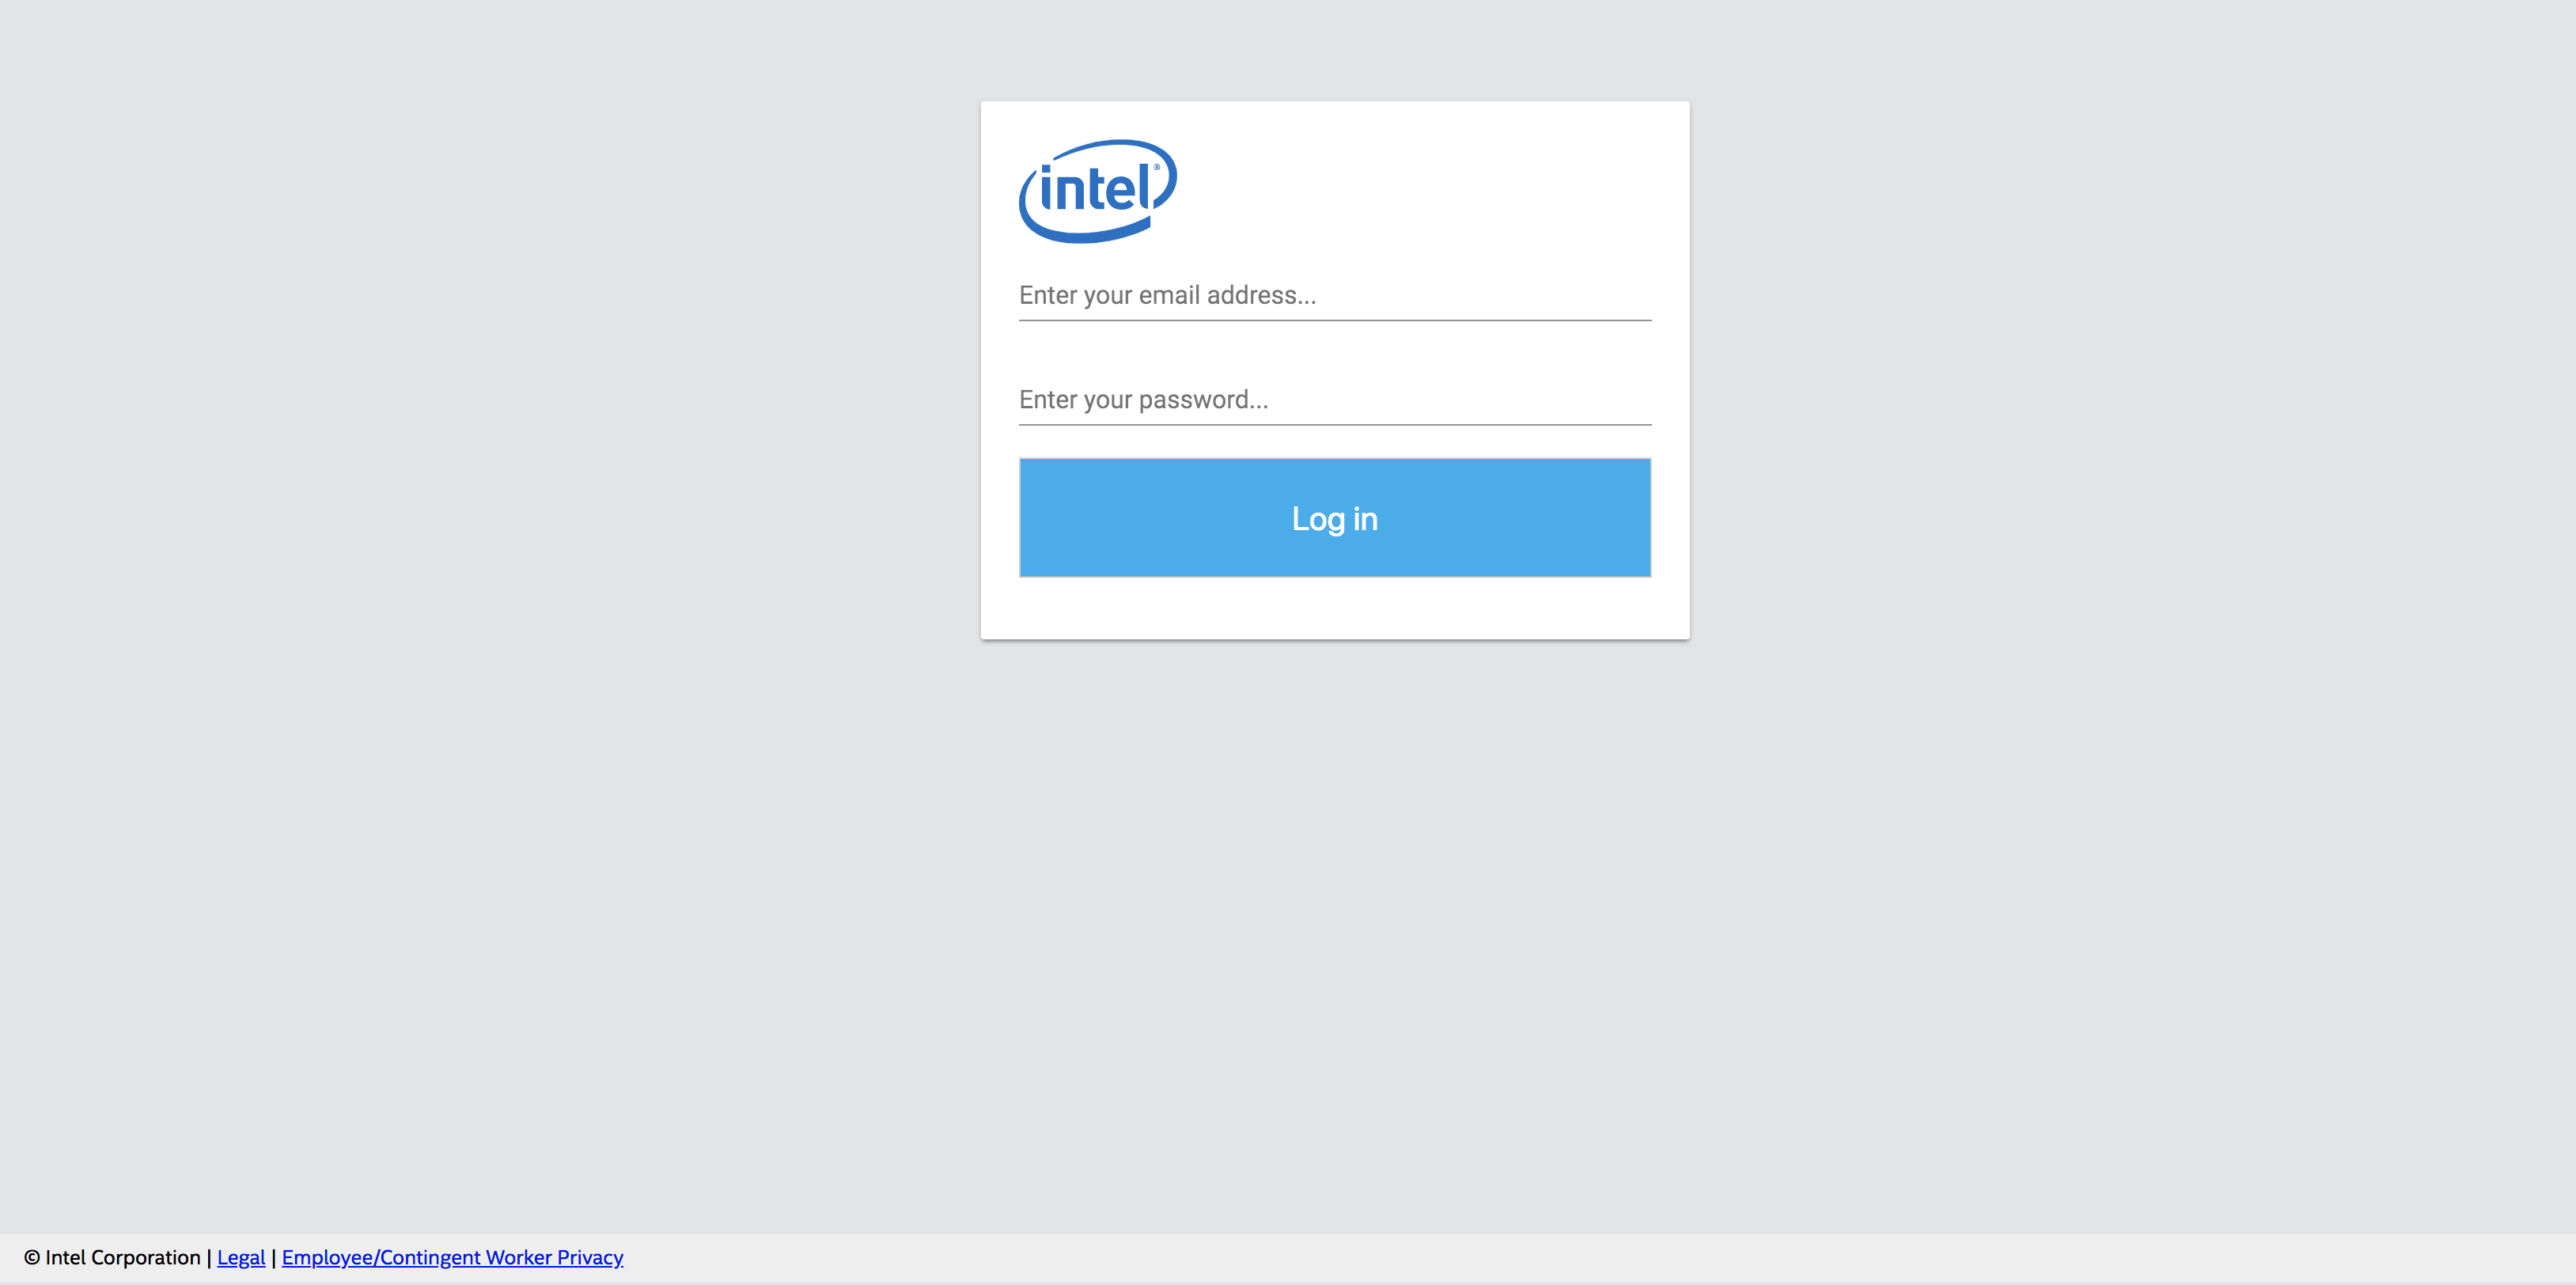 intel®
Enter your email address...
Enter your password...
Log in
© Intel Corporation | Legal | Employee/Contingent Worker Privacy